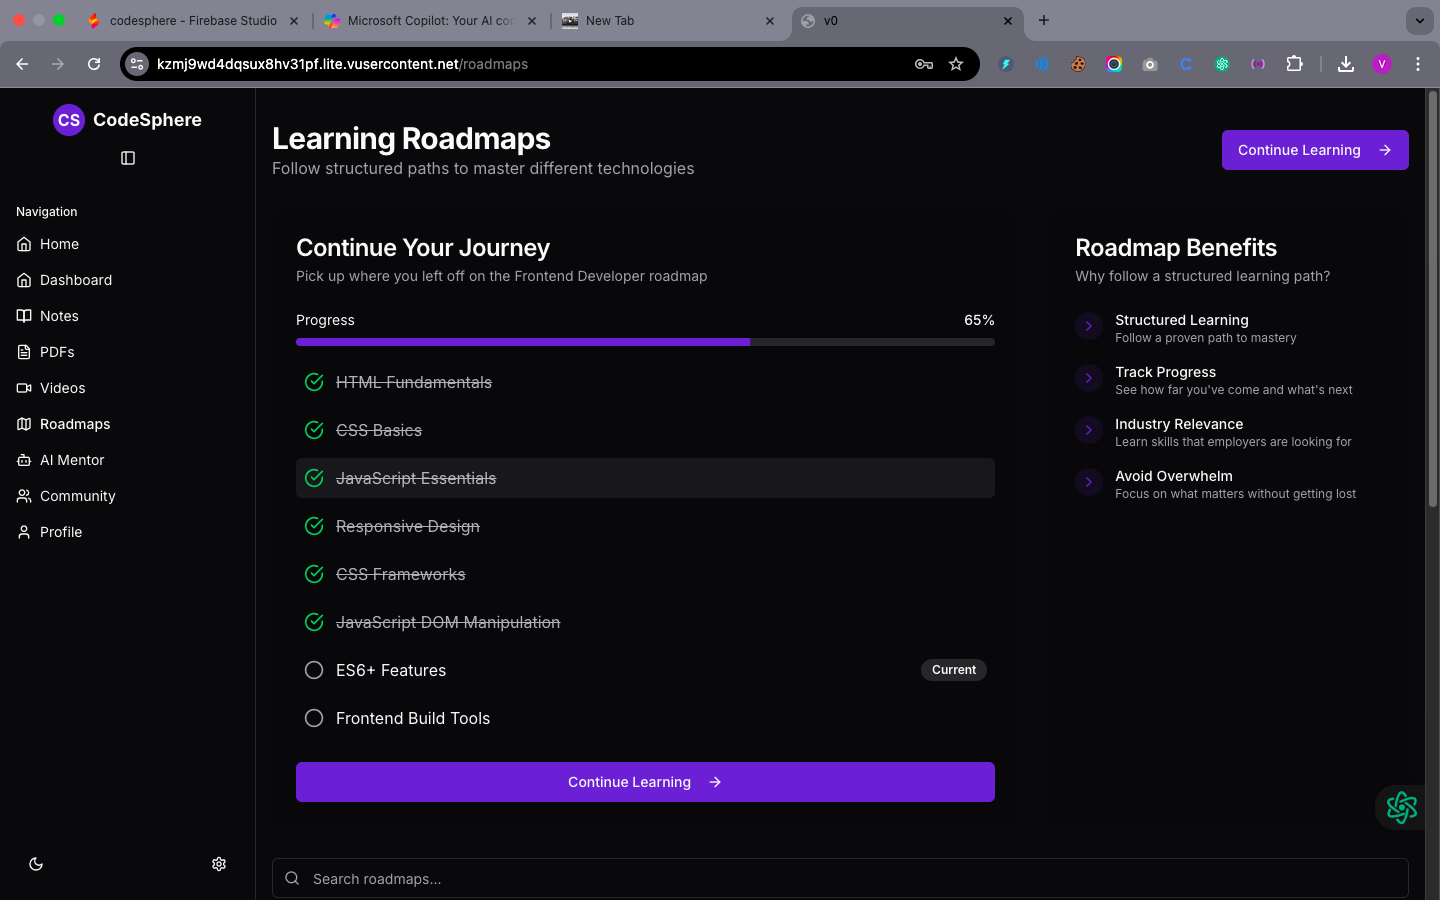 codesphere - Firebase Studio
Microsoft Copilot: Your AI co
New Tab
v0
kzmj9wd4dqsux8hv31pf.lite.vusercontent.net/roadmaps
V
CS CodeSphere
Navigation
Home
Dashboard
Notes
PDFs
Videos
Roadmaps
AI Mentor
Community
Profile
Learning Roadmaps
Follow structured paths to master different technologies
Continue Learning
Continue Your Journey
Pick up where you left off on the Frontend Developer roadmap
Progress 65%
HTML Fundamentals
CSS Basics
JavaScript Essentials
Responsive Design
CSS Frameworks
JavaScript DOM Manipulation
ES6+ Features Current
Frontend Build Tools
Continue Learning
Roadmap Benefits
Why follow a structured learning path?
Structured Learning
Follow a proven path to mastery
Track Progress
See how far you've come and what's next
Industry Relevance
Learn skills that employers are looking for
Avoid Overwhelm
Focus on what matters without getting lost
Search roadmaps...